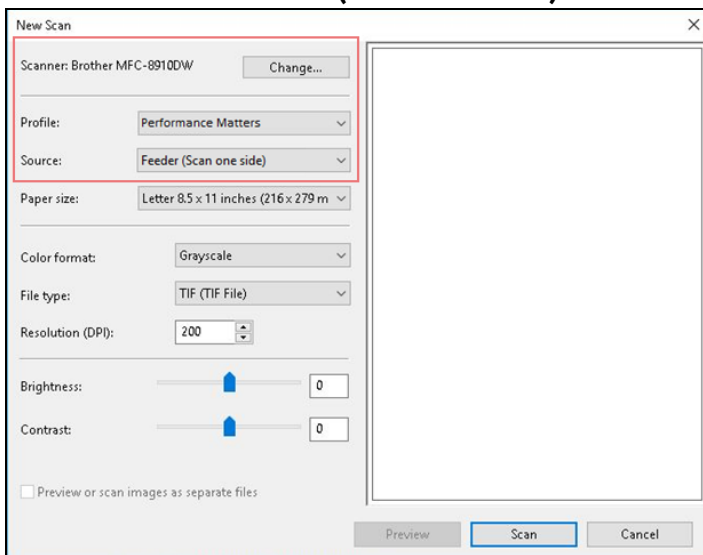 New Scan
Scanner: Brother MFC-8910DW Change...
Profile: Performance Matters
Source: Feeder (Scan one side)
Paper size: Letter 8.5 x 11 inches (216 x 279 m
Color format: Grayscale
File type: TIF (TIF File)
Resolution (DPI): 200
Brightness: 0
Contrast: 0
Preview or scan images as separate files
Preview Scan Cancel